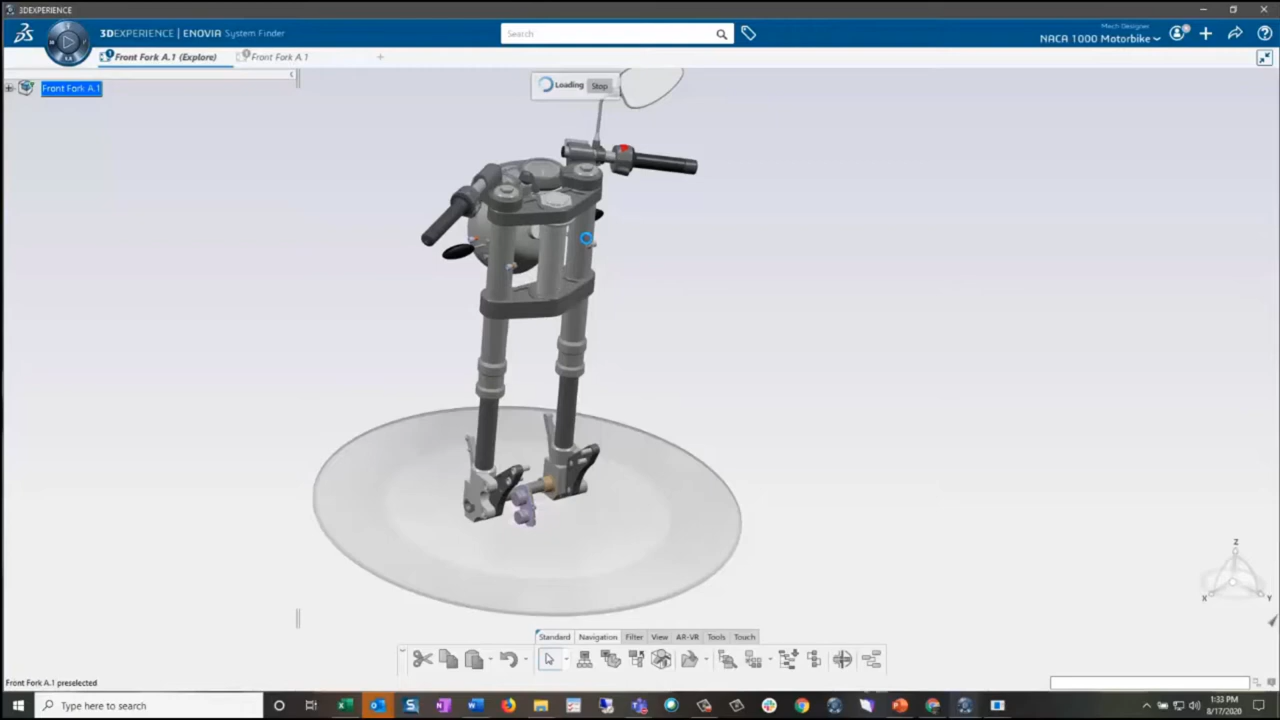 3DEXPERIENCE
3DEXPERIENCE | ENOVIA System Finder
Search
Mech Designer
NACA 1000 Motorbike
Front Fork A.1 (Explore)
Front Fork A.1
Front Fork A.1
Loading
Stop
Z
X
Y
Standard
Navigation
Filter
View
AR-VR
Tools
Touch
Front Fork A.1 preselected
Type here to search
1:33 PM
8/17/2020